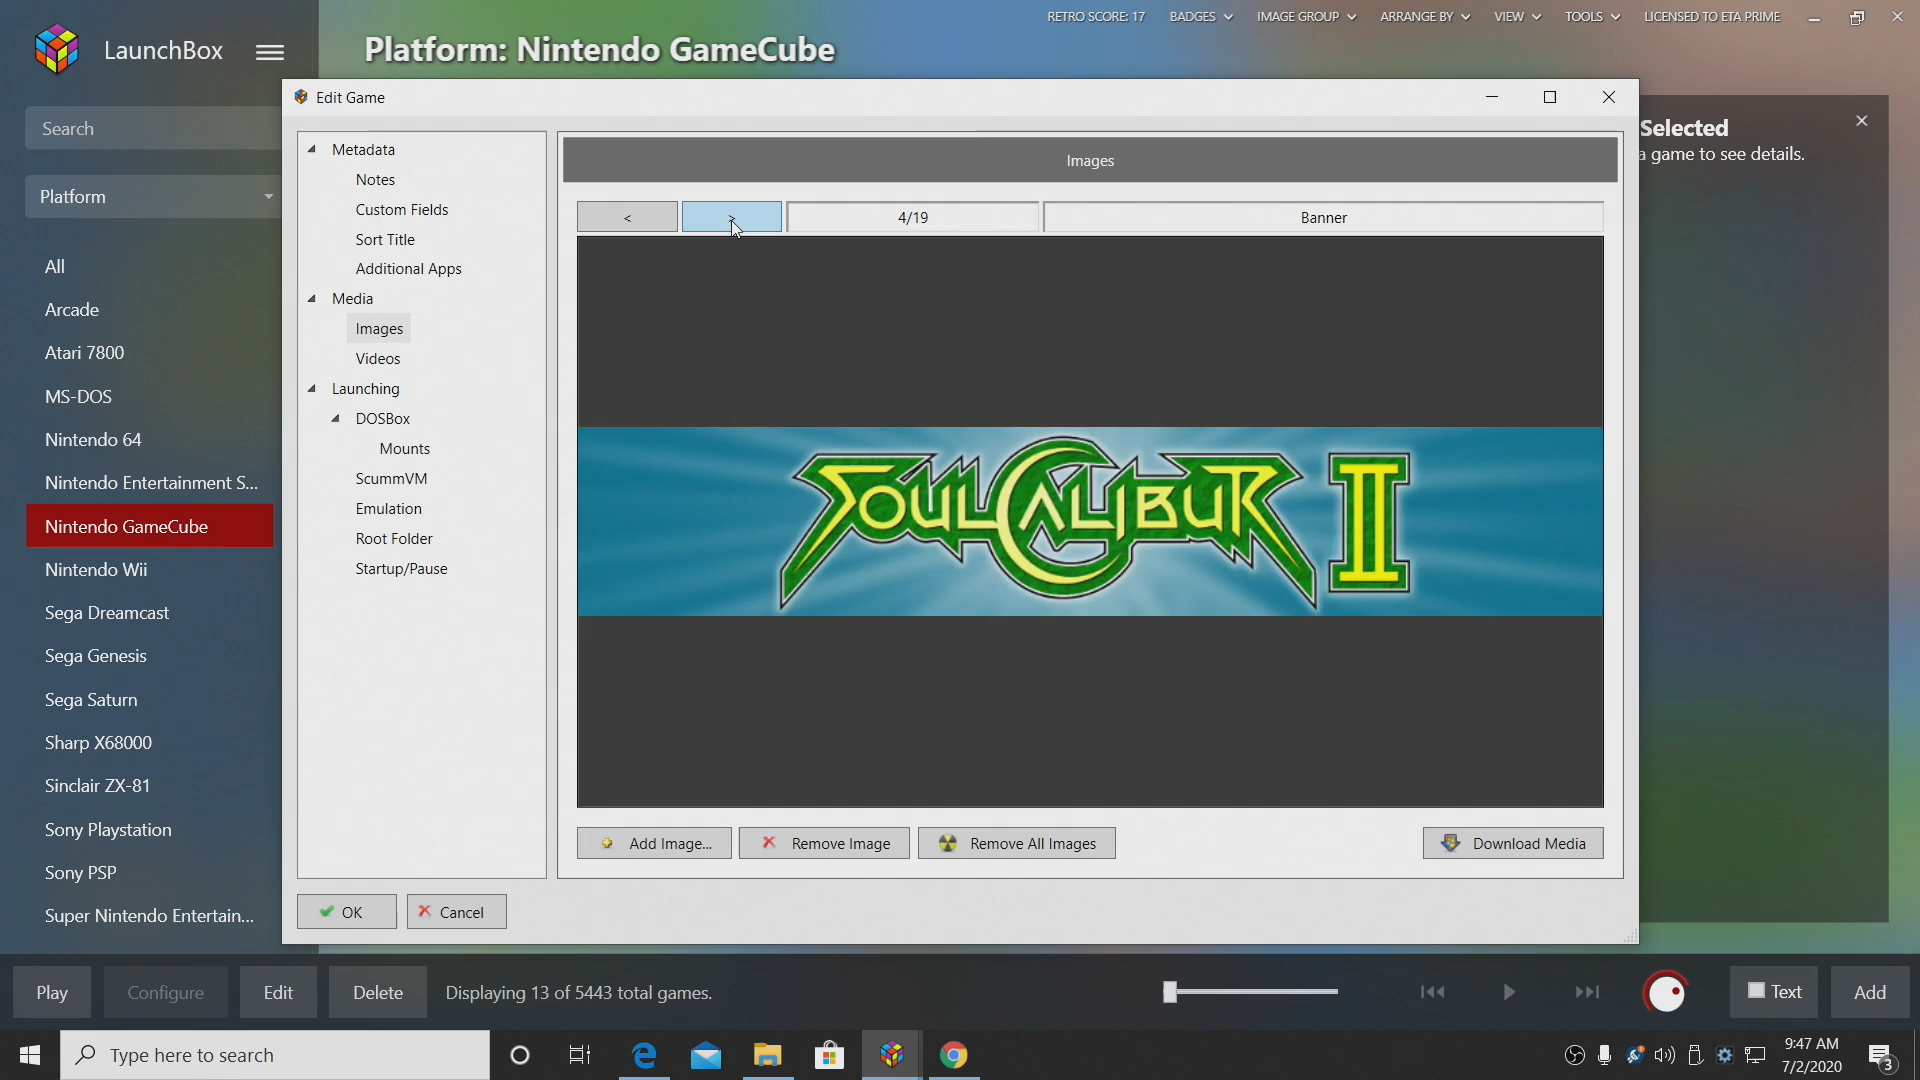 RETRO SCORE: 17
BADGES
IMAGE GROUP
ARRANGE BY
VIEW
TOOLS
LICENSED TO ETA PRIME
LaunchBox
Platform: Nintendo GameCube
Search
Platform
All
Arcade
Atari 7800
MS-DOS
Nintendo 64
Nintendo Entertainment S...
Nintendo GameCube
Nintendo Wii
Sega Dreamcast
Sega Genesis
Sega Saturn
Sharp X68000
Sinclair ZX-81
Sony Playstation
Sony PSP
Super Nintendo Entertain...
Edit Game
Metadata
Notes
Custom Fields
Sort Title
Additional Apps
Media
Images
Videos
Launching
DOSBox
Mounts
ScummVM
Emulation
Root Folder
Startup/Pause
Images
<
>
4/19
Banner
SOULCALIBUR II
Add Image...
Remove Image
Remove All Images
Download Media
OK
Cancel
Selected
a game to see details.
Play
Configure
Edit
Delete
Displaying 13 of 5443 total games.
Text
Add
Type here to search
9:47 AM
7/2/2020
3